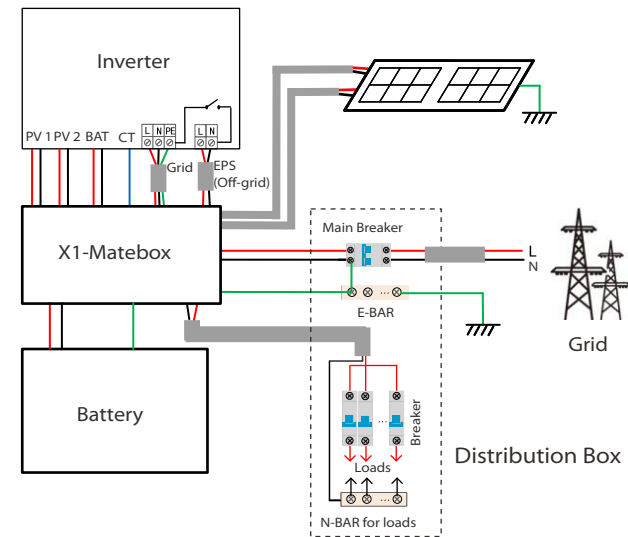 Inverter
PV 1 PV 2 BAT CT
L N PE
L N
Grid
EPS
(Off-grid)
X1-Matebox
Main Breaker
L
N
E-BAR
Grid
Battery
Breaker
Loads
Distribution Box
N-BAR for loads